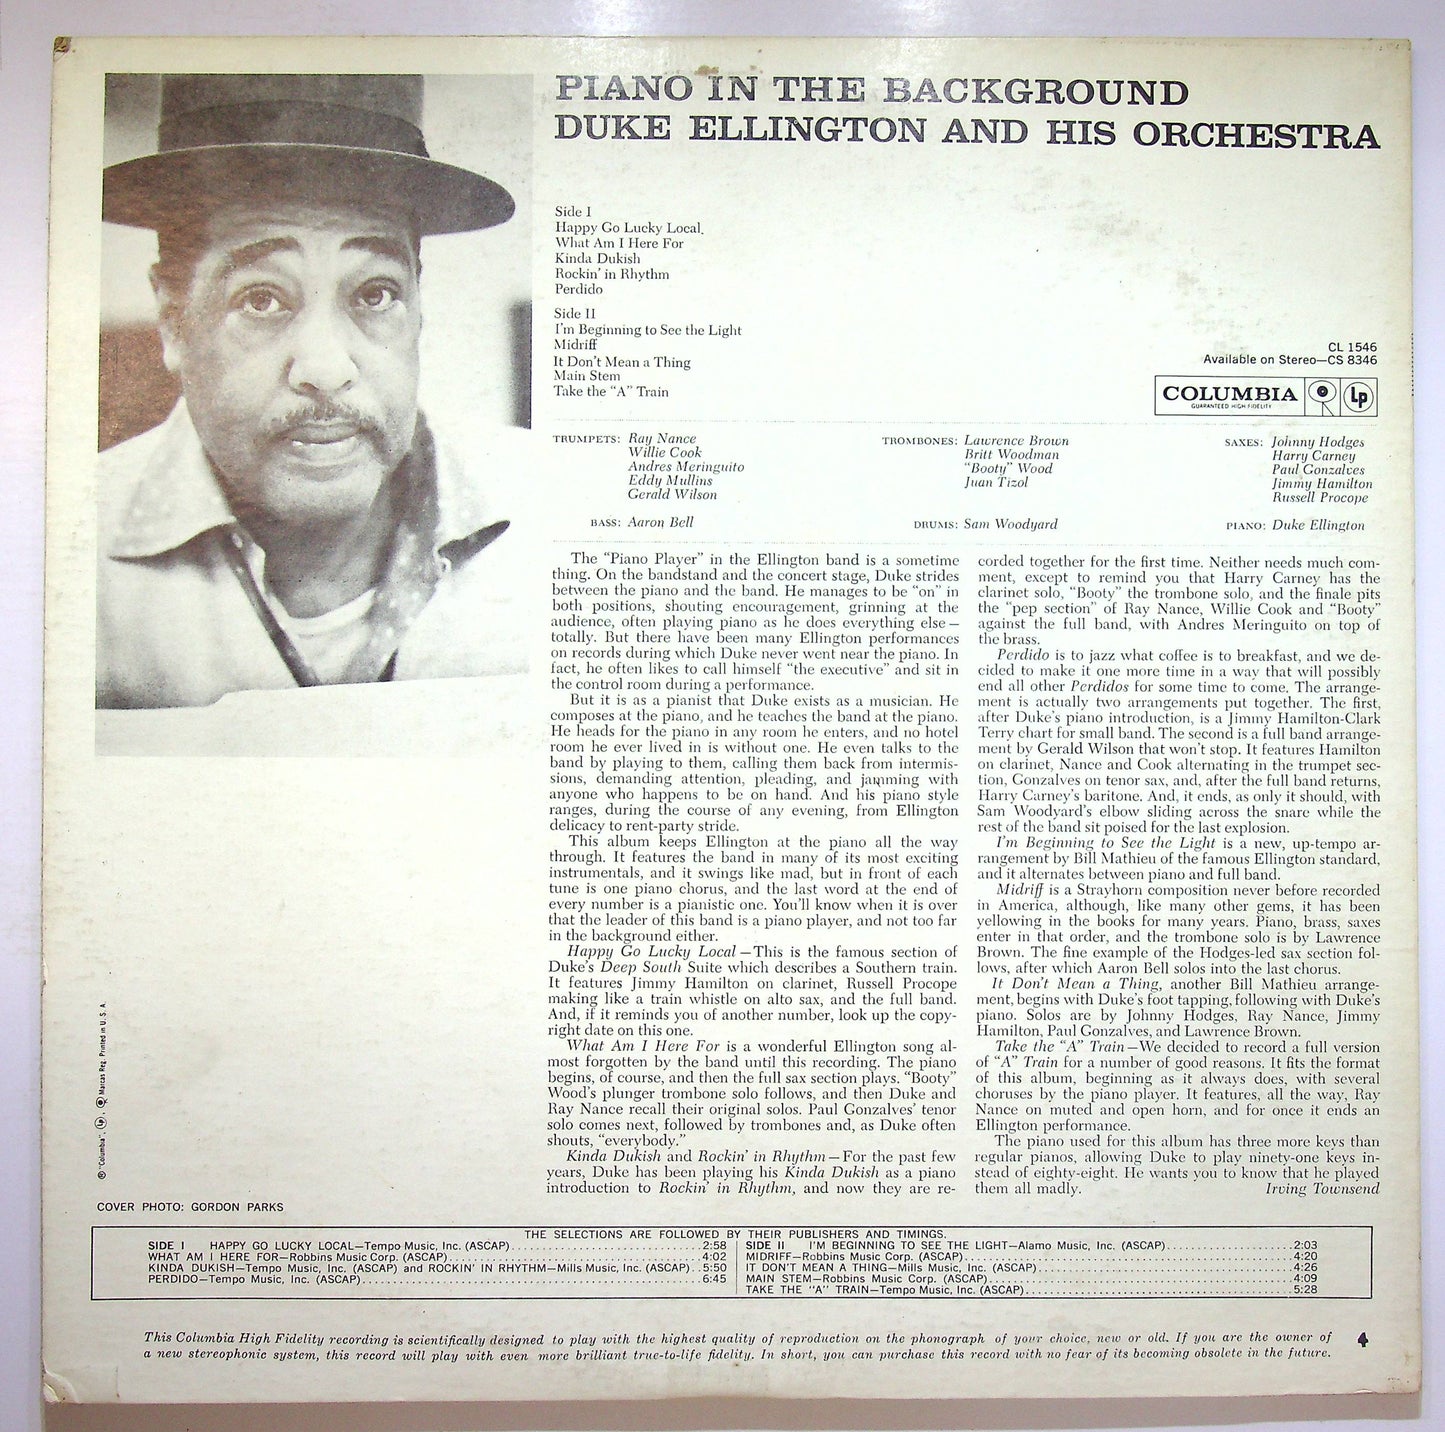 PIANO IN THE BACKGROUND
DUKE ELLINGTON AND HIS ORCHESTRA
Side I
Happy Go Lucky Local
What Am I Here For
Kinda Dukish
Rockin' in Rhythm
Perdido
Side II
I'm Beginning to See the Light
Midriff
It Don't Mean a Thing
Main Stem
Take the "A" Train
CL 1546
Available on Stereo—CS 8346
COLUMBIA
GUARANTEED HIGH FIDELITY
Lp
TRUMPETS: Ray Nance
Willie Cook
Andres Meringuito
Eddy Mullins
Gerald Wilson
TROMBONES: Lawrence Brown
Britt Woodman
"Booty" Wood
Juan Tizol
SAXES: Johnny Hodges
Harry Carney
Paul Gonzalves
Jimmy Hamilton
Russell Procope
BASS: Aaron Bell
DRUMS: Sam Woodyard
PIANO: Duke Ellington
The "Piano Player" in the Ellington band is a sometime
thing. On the bandstand and the concert stage, Duke strides
between the piano and the band. He manages to be "on" in
both positions, shouting encouragement, grinning at the
audience, often playing piano as he does everything else—
totally. But there have been many Ellington performances
on records during which Duke never went near the piano. In
fact, he often likes to call himself "the executive" and sit in
the control room during a performance.
But it is as a pianist that Duke exists as a musician. He
composes at the piano, and he teaches the band at the piano.
He heads for the piano in any room he enters, and no hotel
room he ever lived in is without one. He even talks to the
band by playing to them, calling them back from intermis-
sions, demanding attention, pleading, and jamming with
anyone who happens to be on hand. And his piano style
ranges, during the course of any evening, from Ellington
delicacy to rent-party stride.
This album keeps Ellington at the piano all the way
through. It features the band in many of its most exciting
instrumentals, and it swings like mad, but in front of each
tune is one piano chorus, and the last word at the end of
every number is a pianistic one. You'll know when it is over
that the leader of this band is a piano player, and not too far
in the background either.
Happy Go Lucky Local—This is the famous section of
Duke's Deep South Suite which describes a Southern train.
It features Jimmy Hamilton on clarinet, Russell Procope
making like a train whistle on alto sax, and the full band.
And, if it reminds you of another number, look up the copy-
right date on this one.
What Am I Here For is a wonderful Ellington song al-
most forgotten by the band until this recording. The piano
begins, of course, and then the full sax section plays. "Booty"
Wood's plunger trombone solo follows, and then Duke and
Ray Nance recall their original solos. Paul Gonzalves' tenor
solo comes next, followed by trombones and, as Duke often
shouts, "everybody."
Kinda Dukish and Rockin' in Rhythm—For the past few
years, Duke has been playing his Kinda Dukish as a piano
introduction to Rockin' in Rhythm, and now they are re-
corded together for the first time. Neither needs much com-
ment, except to remind you that Harry Carney has the
clarinet solo, "Booty" the trombone solo, and the finale pits
the "pep section" of Ray Nance, Willie Cook and "Booty"
against the full band, with Andres Meringuito on top of
the brass.
Perdido is to jazz what coffee is to breakfast, and we de-
cided to make it one more time in a way that will possibly
end all other Perdidos for some time to come. The arrange-
ment is actually two arrangements put together. The first,
after Duke's piano introduction, is a Jimmy Hamilton-Clark
Terry chart for small band. The second is a full band arrange-
ment by Gerald Wilson that won't stop. It features Hamilton
on clarinet, Nance and Cook alternating in the trumpet sec-
tion, Gonzalves on tenor sax, and, after the full band returns,
Harry Carney's baritone. And, it ends, as only it should, with
Sam Woodyard's elbow sliding across the snare while the
rest of the band sit poised for the last explosion.
I'm Beginning to See the Light is a new, up-tempo ar-
rangement by Bill Mathieu of the famous Ellington standard,
and it alternates between piano and full band.
Midriff is a Strayhorn composition never before recorded
in America, although, like many other gems, it has been
yellowing in the books for many years. Piano, brass, saxes
enter in that order, and the trombone solo is by Lawrence
Brown. The fine example of the Hodges-led sax section fol-
lows, after which Aaron Bell solos into the last chorus.
It Don't Mean a Thing, another Bill Mathieu arrange-
ment, begins with Duke's foot tapping, following with Duke's
piano. Solos are by Johnny Hodges, Ray Nance, Jimmy
Hamilton, Paul Gonzalves, and Lawrence Brown.
Take the "A" Train—We decided to record a full version
of "A" Train for a number of good reasons. It fits the format
of this album, beginning as it always does, with several
choruses by the piano player. It features, all the way, Ray
Nance on muted and open horn, and for once it ends an
Ellington performance.
The piano used for this album has three more keys than
regular pianos, allowing Duke to play ninety-one keys in-
stead of eighty-eight. He wants you to know that he played
them all madly. Irving Townsend
® "Columbia", Lp, Marcas Reg. Printed in U.S.A.
COVER PHOTO: GORDON PARKS
THE SELECTIONS ARE FOLLOWED BY THEIR PUBLISHERS AND TIMINGS.
SIDE I HAPPY GO LUCKY LOCAL—Tempo Music, Inc. (ASCAP) 2:58
WHAT AM I HERE FOR—Robbins Music Corp. (ASCAP) 4:02
KINDA DUKISH—Tempo Music, Inc. (ASCAP) and ROCKIN' IN RHYTHM—Mills Music, Inc. (ASCAP) 5:50
PERDIDO—Tempo Music, Inc. (ASCAP) 6:45
SIDE II I'M BEGINNING TO SEE THE LIGHT—Alamo Music, Inc. (ASCAP) 2:03
MIDRIFF—Robbins Music Corp. (ASCAP) 4:20
IT DON'T MEAN A THING—Mills Music, Inc. (ASCAP) 4:26
MAIN STEM—Robbins Music Corp. (ASCAP) 4:09
TAKE THE "A" TRAIN—Tempo Music, Inc. (ASCAP) 5:28
This Columbia High Fidelity recording is scientifically designed to play with the highest quality of reproduction on the phonograph of your choice, new or old. If you are the owner of
a new stereophonic system, this record will play with even more brilliant true-to-life fidelity. In short, you can purchase this record with no fear of its becoming obsolete in the future.
4